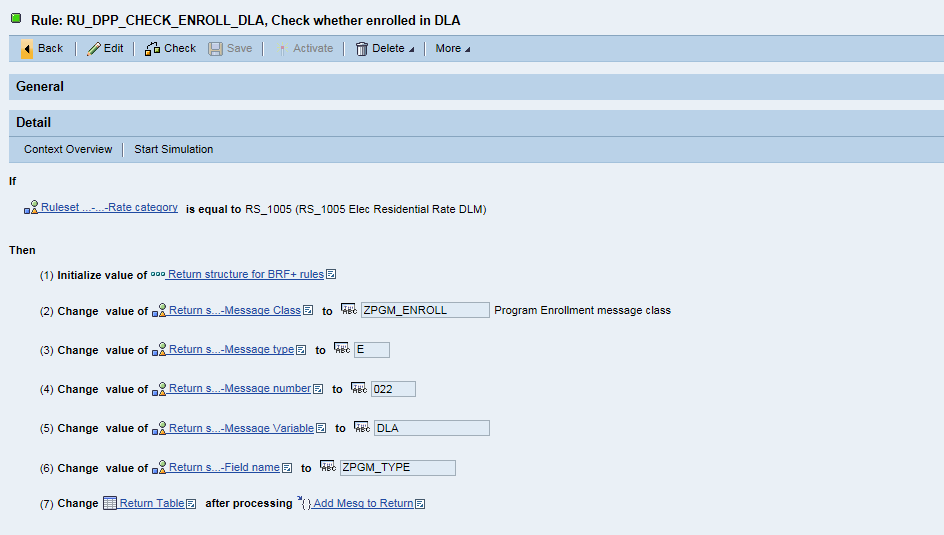 Rule: RU_DPP_CHECK_ENROLL_DLA, Check whether enrolled in DLA
Back Edit Check Save Activate Delete More
General
Detail
Context Overview Start Simulation
If
Ruleset ...-...-Rate category is equal to RS_1005 (RS_1005 Elec Residential Rate DLM)
Then
(1) Initialize value of Return structure for BRF+ rules
(2) Change value of Return s...-Message Class to ZPGM_ENROLL Program Enrollment message class
(3) Change value of Return s...-Message type to E
(4) Change value of Return s...-Message number to 022
(5) Change value of Return s...-Message Variable to DLA
(6) Change value of Return s...-Field name to ZPGM_TYPE
(7) Change Return Table after processing Add Mesg to Return